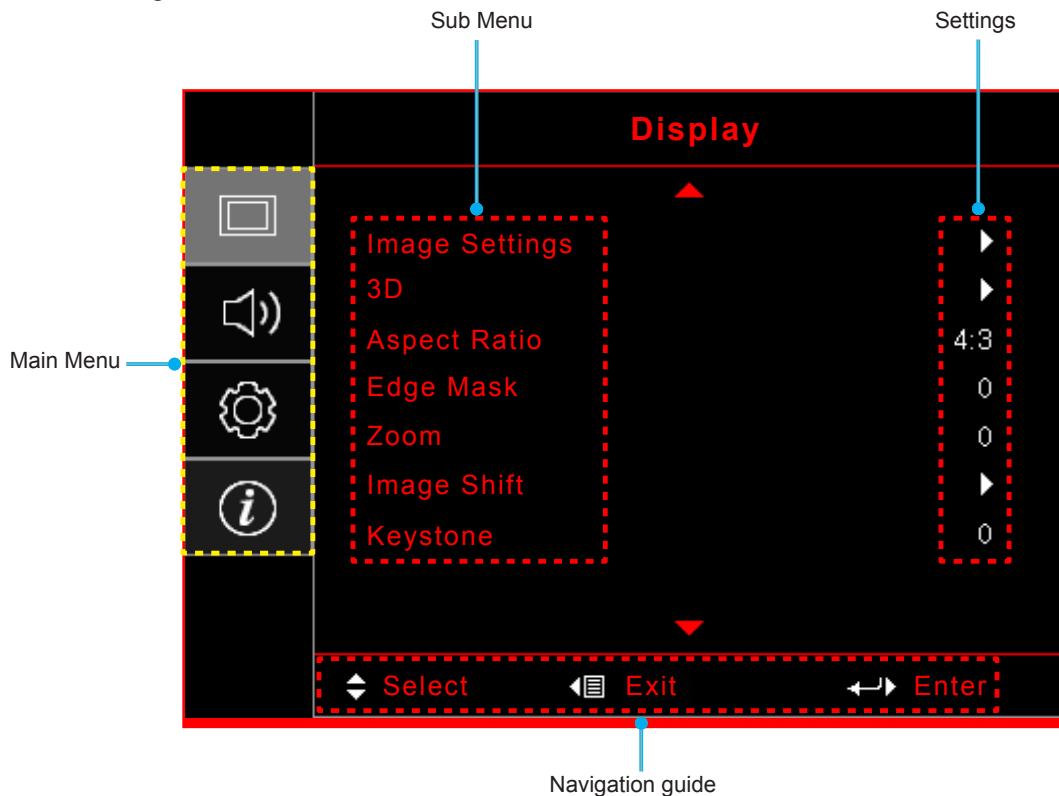 Sub Menu Settings
Display
Image Settings
3D
Aspect Ratio 4:3
Edge Mask 0
Zoom 0
Image Shift
Keystone 0
Main Menu
i
Select Exit Enter
Navigation guide